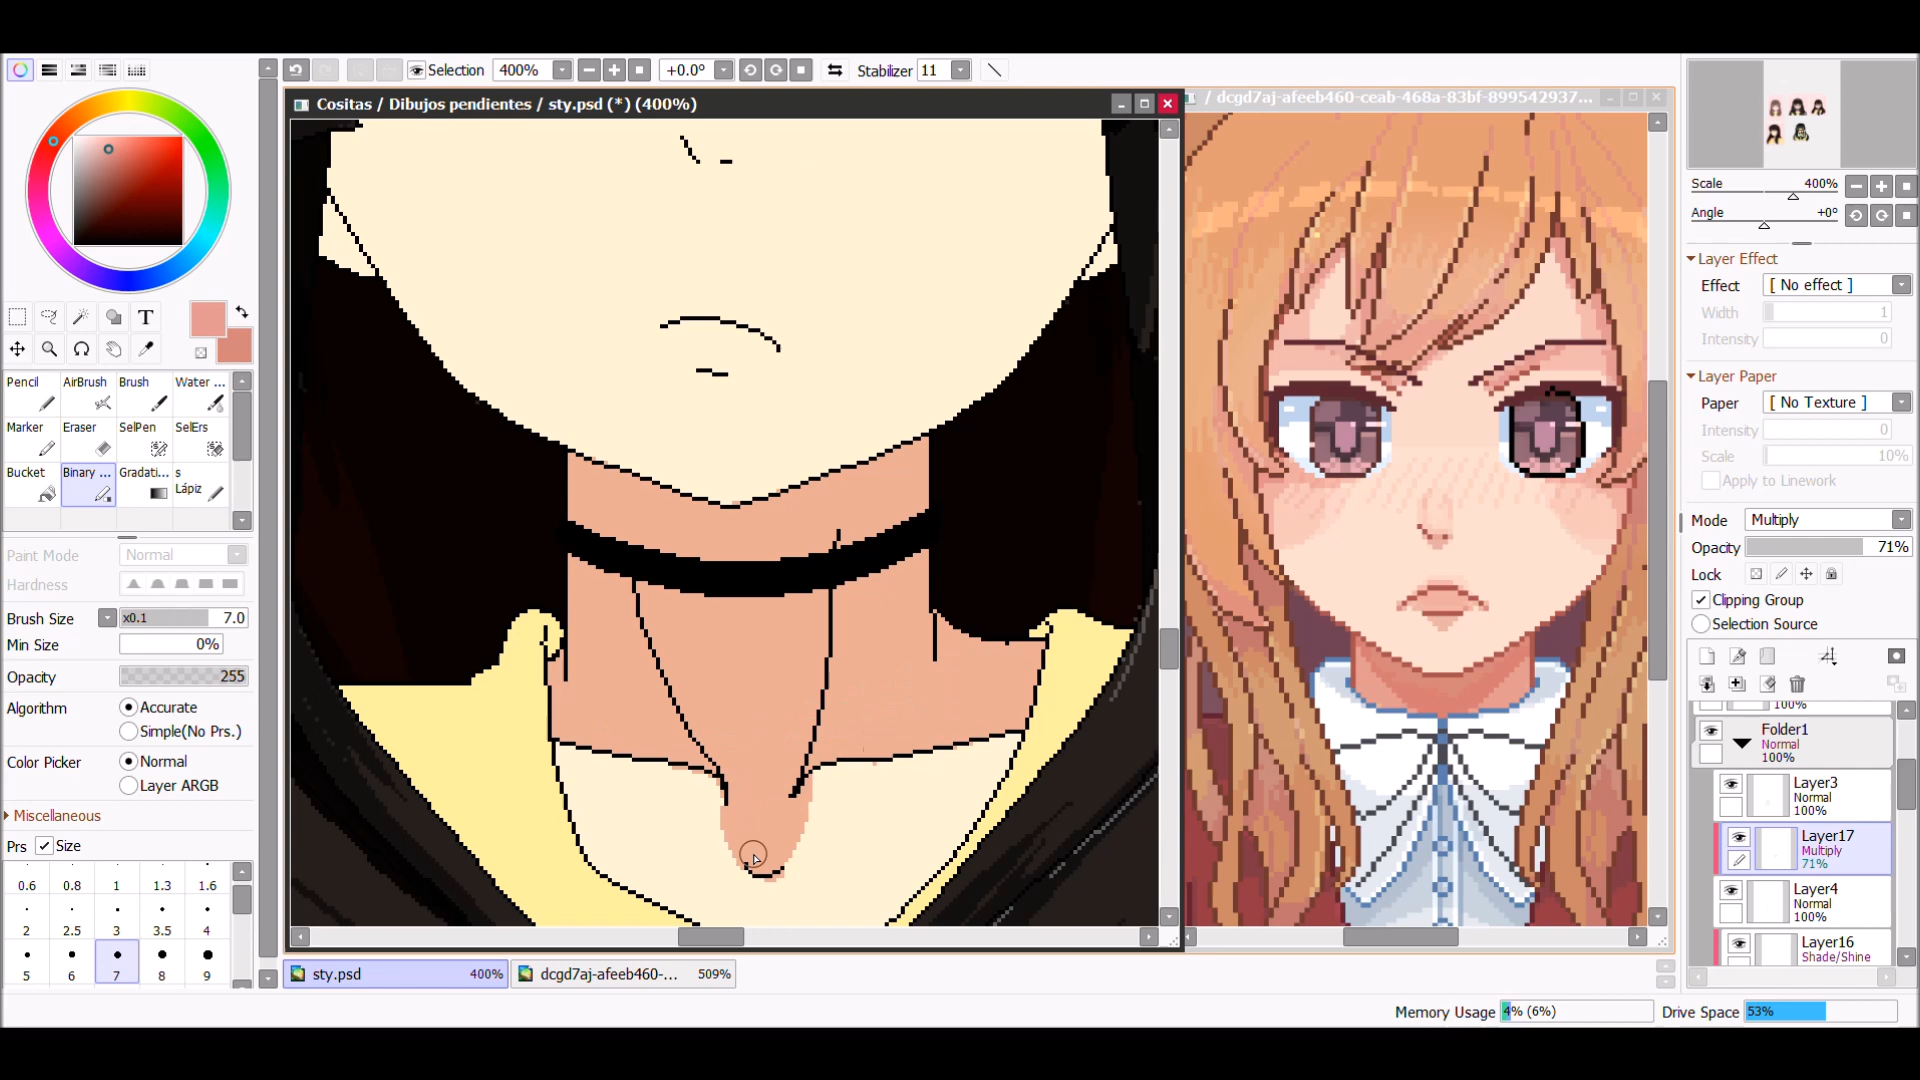 Selection 400% +0.0° Stabilizer 11
Cositas / Dibujos pendientes / sty.psd (*) (400%)
/ dcgd7aj-afeeb460-ceab-468a-83bf-899542937...
T
Pencil AirBrush Brush Water ...
Marker Eraser SelPen SelErs
Bucket Binary ... Gradati... s
Lápiz
Paint Mode Normal
Hardness
Brush Size x0.1 7.0
Min Size 0%
Opacity 255
Algorithm Accurate
Simple(No Prs.)
Color Picker Normal
Layer ARGB
Miscellaneous
Prs Size
0.6 0.8 1 1.3 1.6
2 2.5 3 3.5 4
5 6 7 8 9
sty.psd 400% dcgd7aj-afeeb460-... 509%
Scale 400%
Angle +0°
Layer Effect
Effect [ No effect ]
Width 1
Intensity 0
Layer Paper
Paper [ No Texture ]
Intensity 0
Scale 10%
Apply to Linework
Mode Multiply
Opacity 71%
Lock
Clipping Group
Selection Source
100%
Folder1
Normal
100%
Layer3
Normal
100%
Layer17
Multiply
71%
Layer4
Normal
100%
Layer16
Shade/Shine
Memory Usage 4% (6%) Drive Space 53%